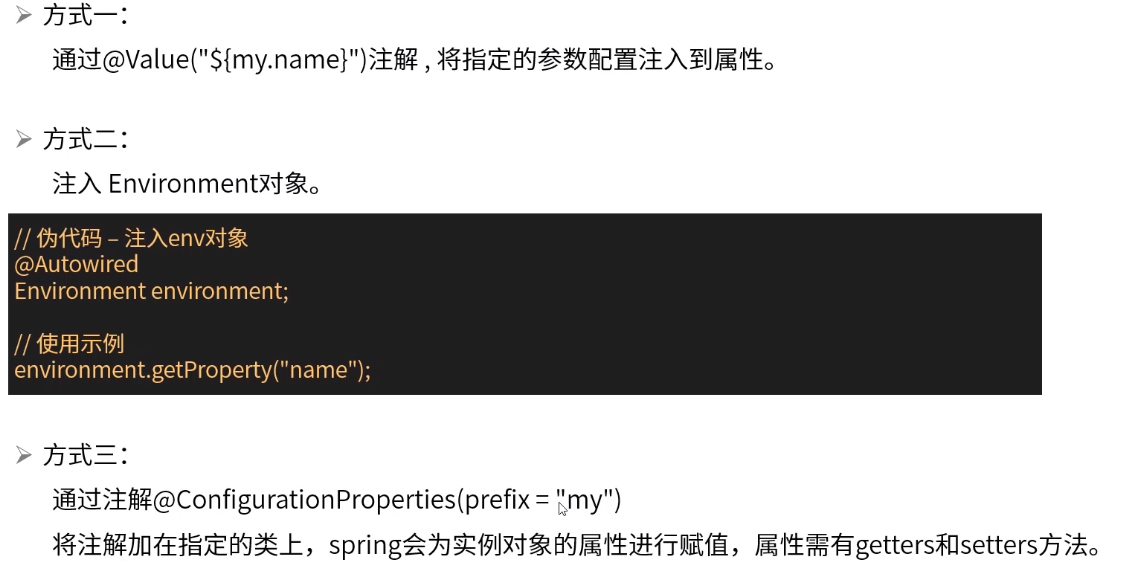 方式一：
通过@Value("${my.name}")注解 , 将指定的参数配置注入到属性。
方式二：
注入 Environment对象。
// 伪代码 – 注入env对象
@Autowired
Environment environment;
// 使用示例
environment.getProperty("name");
方式三：
通过注解@ConfigurationProperties(prefix = "my")
将注解加在指定的类上，spring会为实例对象的属性进行赋值，属性需有getters和setters方法。